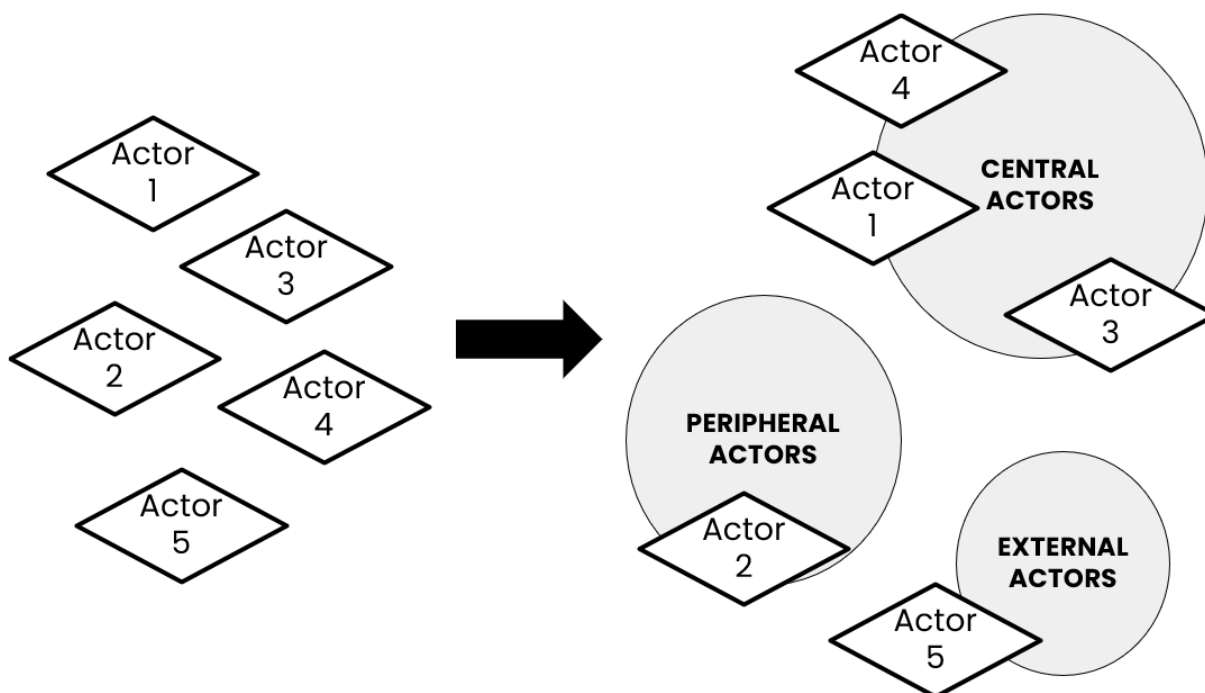 Actor
1
Actor
3
Actor
2
Actor
4
Actor
5
Actor
4
CENTRAL
ACTORS
Actor
1
Actor
3
PERIPHERAL
ACTORS
Actor
2
EXTERNAL
ACTORS
Actor
5